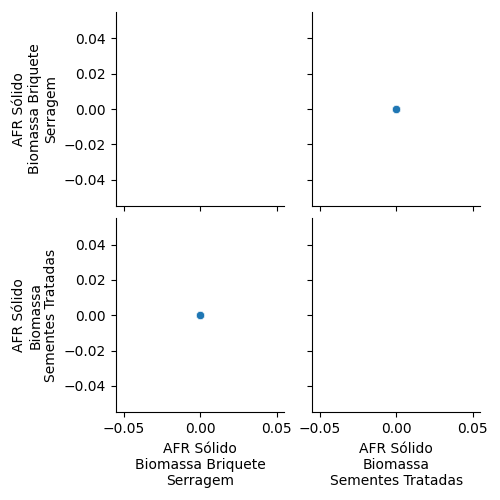 AFR Sólido
Biomassa Briquete
Serragem
0.04
0.02
0.00
−0.02
−0.04
AFR Sólido
Biomassa
Sementes Tratadas
0.04
0.02
0.00
−0.02
−0.04
−0.05 0.00 0.05
−0.05 0.00 0.05
AFR Sólido
Biomassa Briquete
Serragem
AFR Sólido
Biomassa
Sementes Tratadas